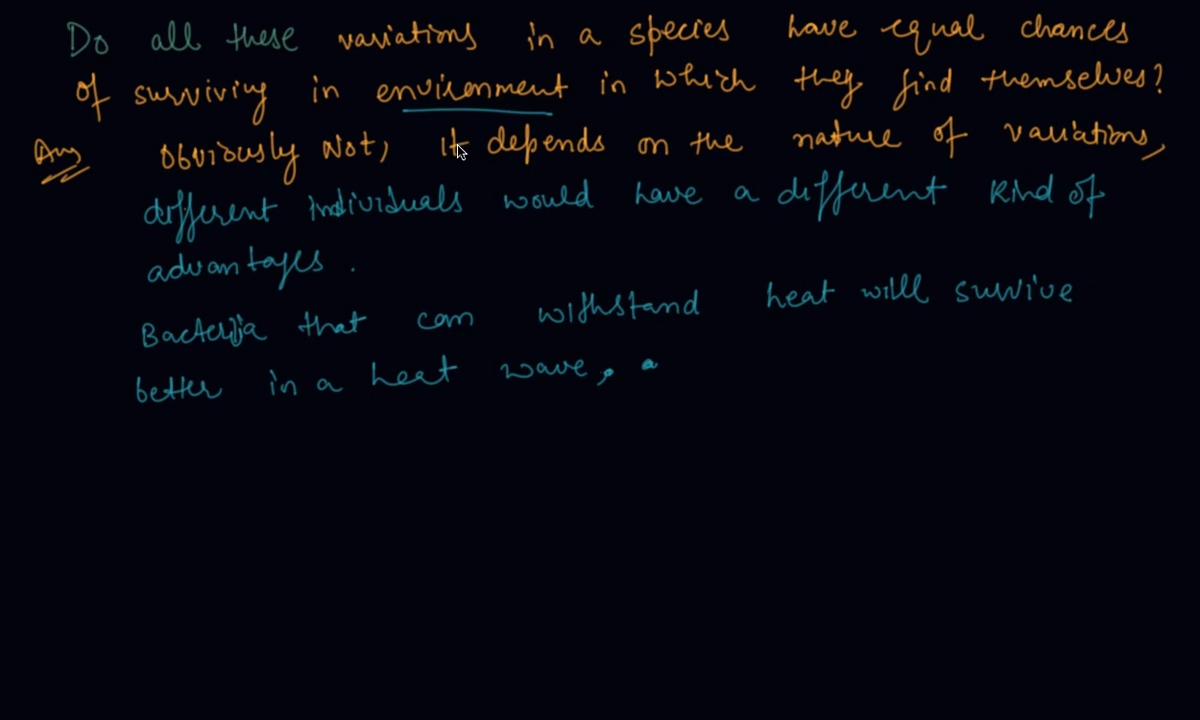 Do all these variations in a species have equal chances
of surviving in environment in which they find themselves?
Ans Obviously Not, it depends on the nature of variations,
different individuals would have a different kind of
advantages.
Bacteria that can withstand heat will survive
better in a heat wave,